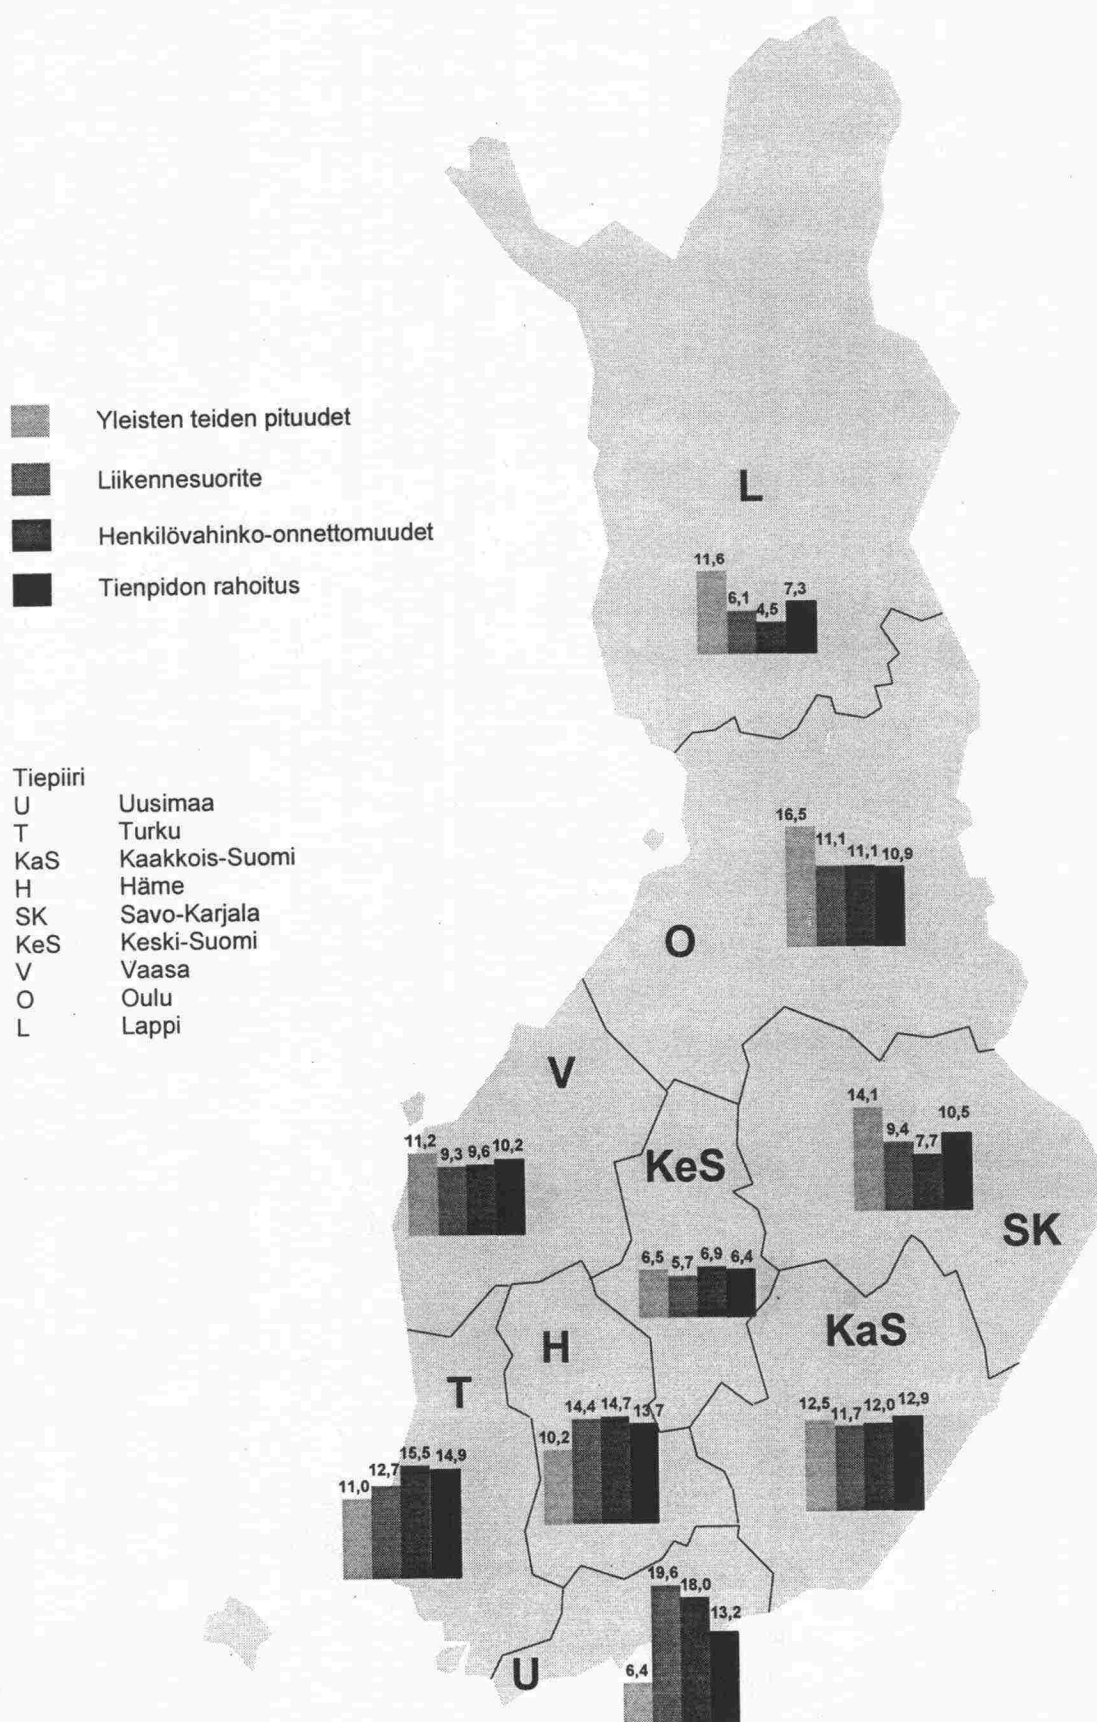 Yleisten teiden pituudet
Liikennesuorite
Henkilövahinko-onnettomuudet
Tienpidon rahoitus
L
11,6
6,1
4,5
7,3
Tiepiiri
U Uusimaa
T Turku
KaS Kaakkois-Suomi
H Häme
SK Savo-Karjala
KeS Keski-Suomi
V Vaasa
O Oulu
L Lappi
16,5
11,1
11,1
10,9
O
V
11,2
9,3
9,6
10,2
KeS
6,5
5,7
6,9
6,4
14,1
9,4
7,7
10,5
SK
KaS
12,5
11,7
12,0
12,9
H
10,2
14,4
14,7
13,7
T
11,0
12,7
15,5
14,9
U
6,4
19,6
18,0
13,2